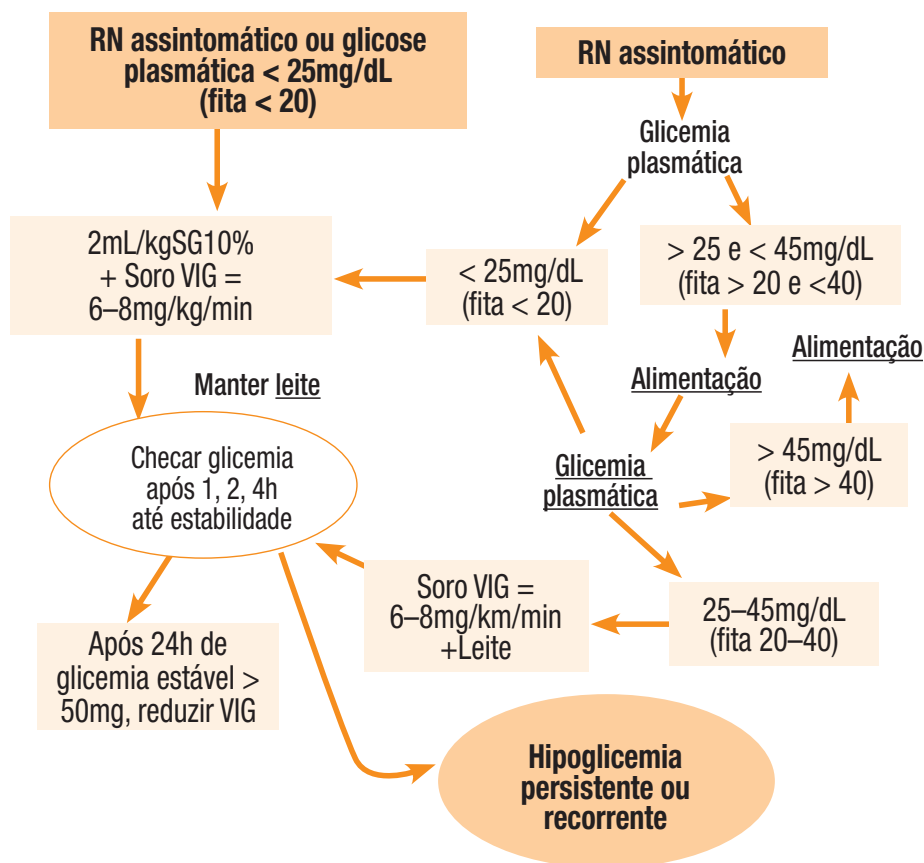 RN assintomático ou glicose
plasmática < 25mg/dL
(fita < 20)
RN assintomático
Glicemia
plasmática
2mL/kgSG10%
+ Soro VIG =
6–8mg/kg/min
< 25mg/dL
(fita < 20)
> 25 e < 45mg/dL
(fita > 20 e <40)
Alimentação
Manter leite
Alimentação
Checar glicemia
após 1, 2, 4h
até estabilidade
Glicemia
plasmática
> 45mg/dL
(fita > 40)
Soro VIG =
6–8mg/km/min
+Leite
25–45mg/dL
(fita 20–40)
Após 24h de
glicemia estável >
50mg, reduzir VIG
Hipoglicemia
persistente ou
recorrente